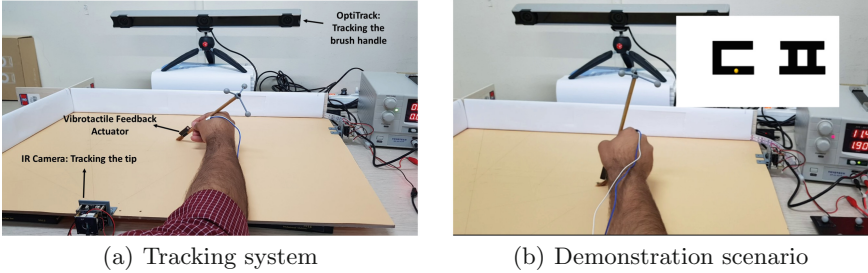 OptiTrack:
Tracking the
brush handle
Vibrotactile Feedback
Actuator
IR Camera: Tracking the tip
(a) Tracking system
(b) Demonstration scenario